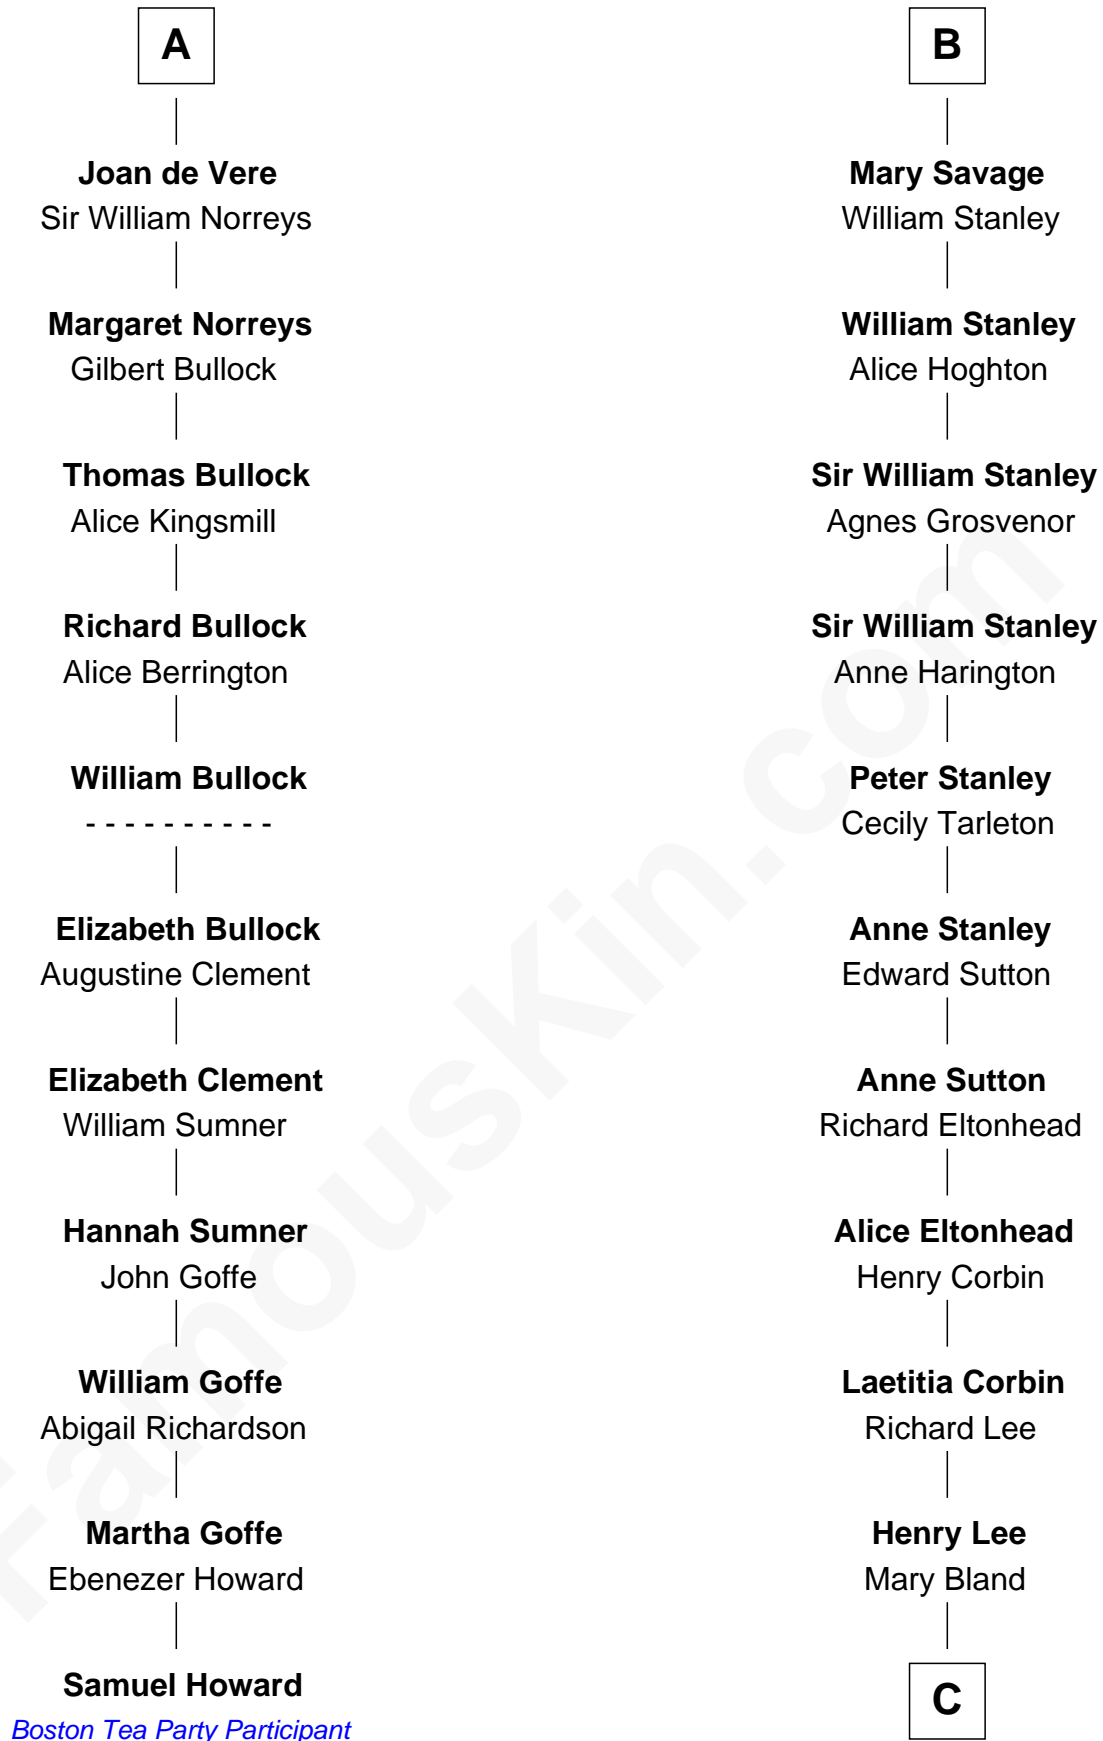 A
Joan de Vere
Sir William Norreys
Margaret Norreys
Gilbert Bullock
Thomas Bullock
Alice Kingsmill
Richard Bullock
Alice Berrington
William Bullock
- - - - - - - - - -
Elizabeth Bullock
Augustine Clement
Elizabeth Clement
William Sumner
Hannah Sumner
John Goffe
William Goffe
Abigail Richardson
Martha Goffe
Ebenezer Howard
Samuel Howard
Boston Tea Party Participant
B
Mary Savage
William Stanley
William Stanley
Alice Hoghton
Sir William Stanley
Agnes Grosvenor
Sir William Stanley
Anne Harington
Peter Stanley
Cecily Tarleton
Anne Stanley
Edward Sutton
Anne Sutton
Richard Eltonhead
Alice Eltonhead
Henry Corbin
Laetitia Corbin
Richard Lee
Henry Lee
Mary Bland
C
FamousKin.com